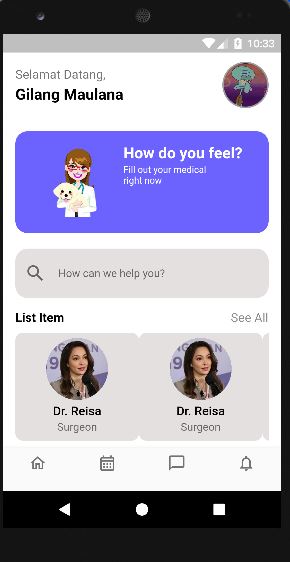 10:33
Selamat Datang,
Gilang Maulana
How do you feel?
Fill out your medical
right now
How can we help you?
List Item
See All
Dr. Reisa
Surgeon
Dr. Reisa
Surgeon